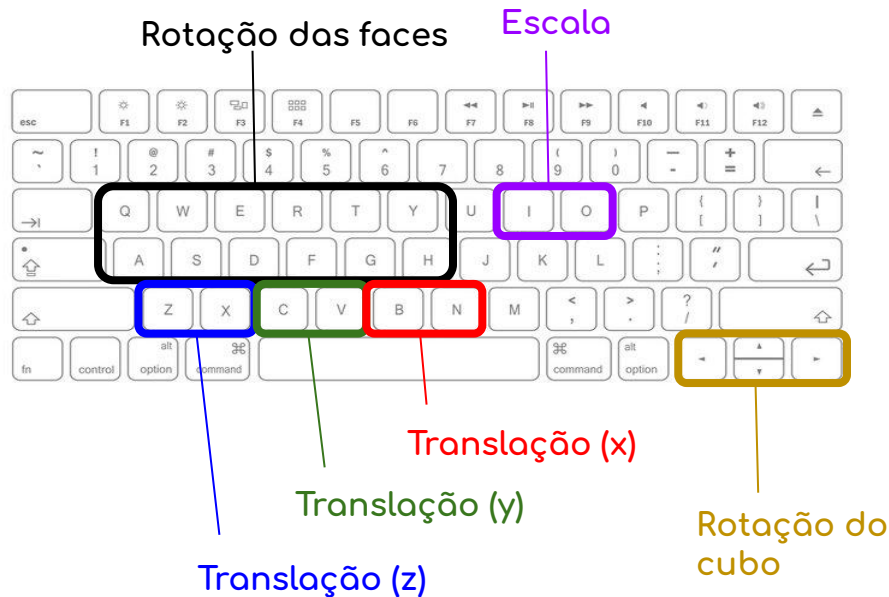 Rotação das faces
Escala
esc F1 F2 F3 F4 F5 F6 F7 F8 F9 F10 F11 F12
~ ! @ # $ % ^ ( ) — +
` 1 2 3 4 5 6 7 8 9 0 - =
Q W E R T Y U I O P { [ } ] | \
A S D F G H J K L : ; " '
Z X C V B N M < , > . ? /
fn control alt option ⌘ command ⌘ command alt option
Translação (x)
Translação (y)
Rotação do
cubo
Translação (z)